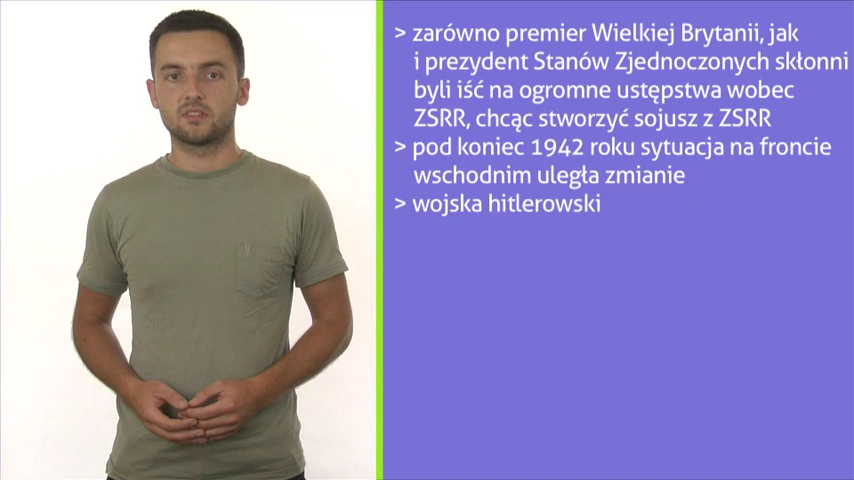 > zarówno premier Wielkiej Brytanii, jak
i prezydent Stanów Zjednoczonych skłonni
byli iść na ogromne ustępstwa wobec
ZSRR, chcąc stworzyć sojusz z ZSRR
> pod koniec 1942 roku sytuacja na froncie
wschodnim uległa zmianie
> wojska hitlerowski